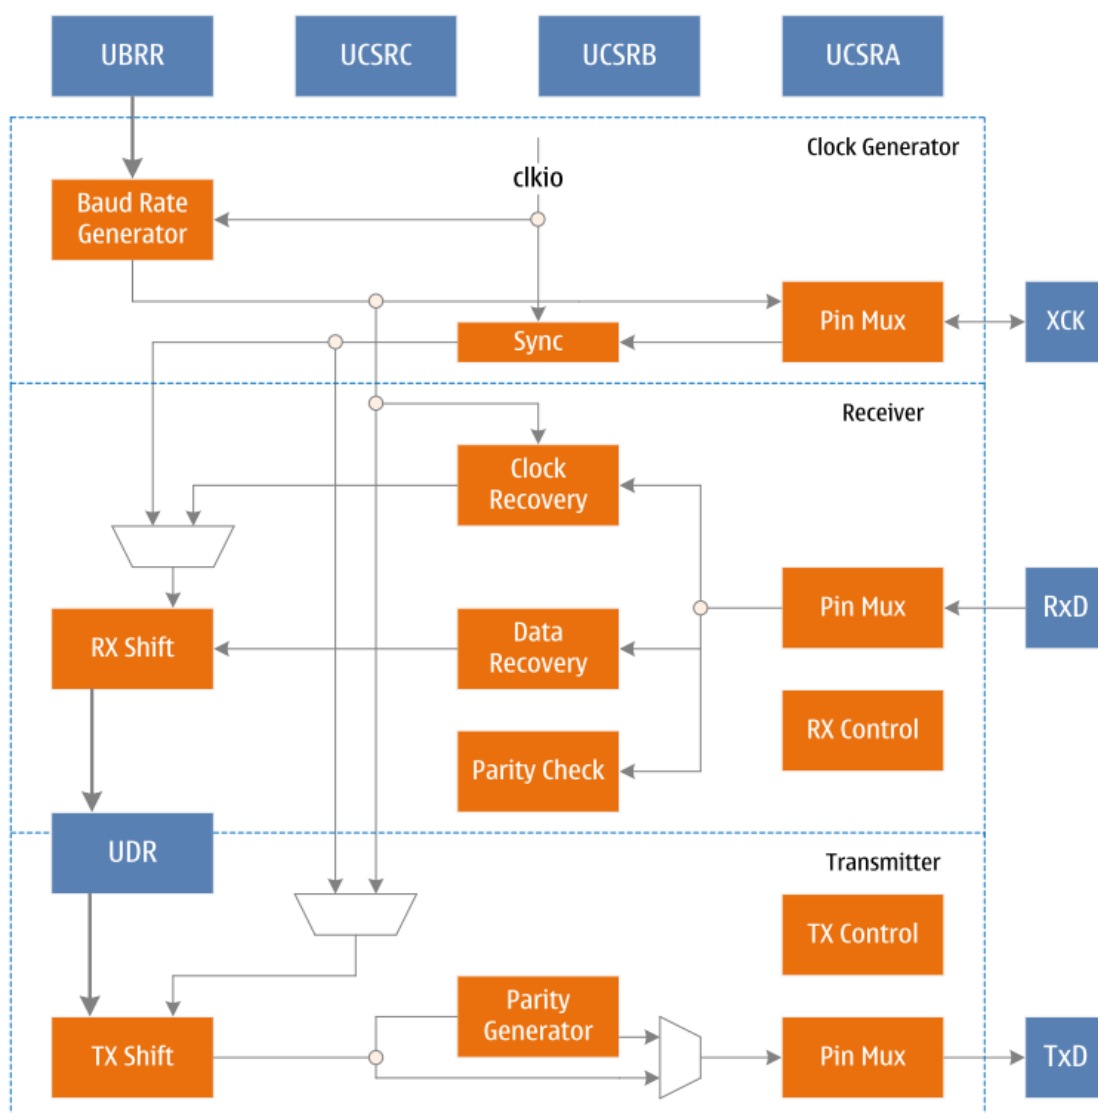 UBRR
UCSRC
UCSRB
UCSRA
Clock Generator
clkio
Baud Rate
Generator
Pin Mux
XCK
Sync
Receiver
Clock
Recovery
Pin Mux
RxD
RX Shift
Data
Recovery
RX Control
Parity Check
UDR
Transmitter
TX Control
Parity
Generator
TX Shift
Pin Mux
TxD